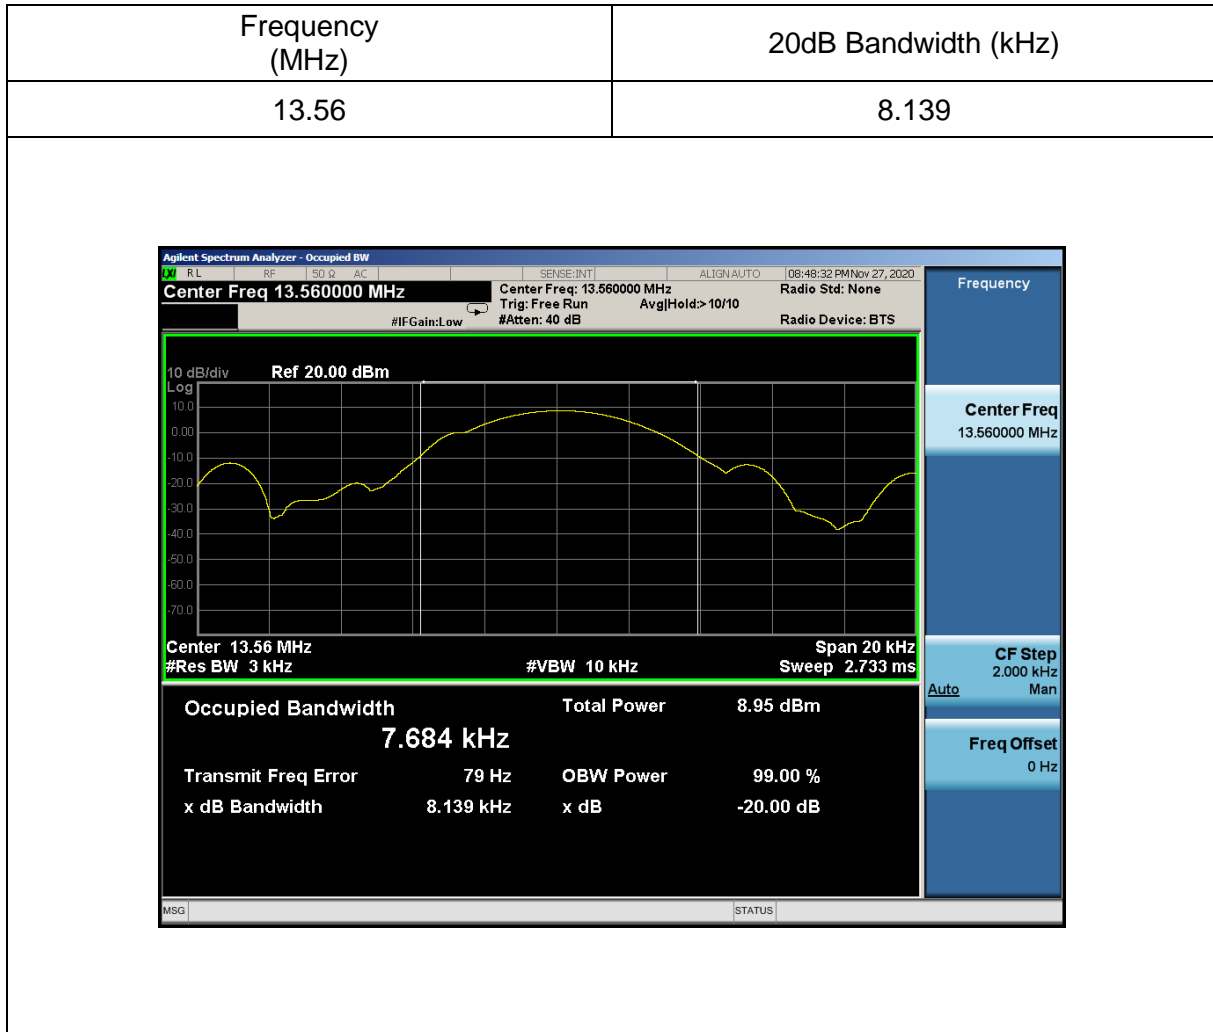 Frequency
(MHz)
20dB Bandwidth (kHz)
13.56
8.139
Agilent Spectrum Analyzer - Occupied BW
LXI RL RF 50 Ω AC SENSE:INT ALIGN AUTO 08:48:32 PM Nov 27, 2020
Center Freq 13.560000 MHz
Center Freq: 13.560000 MHz
Radio Std: None
Trig: Free Run Avg|Hold:>10/10
#IFGain:Low
#Atten: 40 dB
Radio Device: BTS
10 dB/div Ref 20.00 dBm
Log
10.0
0.00
-10.0
-20.0
-30.0
-40.0
-50.0
-60.0
-70.0
Center 13.56 MHz Span 20 kHz
#Res BW 3 kHz #VBW 10 kHz Sweep 2.733 ms
Occupied Bandwidth
Total Power 8.95 dBm
7.684 kHz
Transmit Freq Error 79 Hz OBW Power 99.00 %
x dB Bandwidth 8.139 kHz x dB -20.00 dB
MSG STATUS
Frequency
Center Freq
13.560000 MHz
CF Step
2.000 kHz
Auto Man
Freq Offset
0 Hz